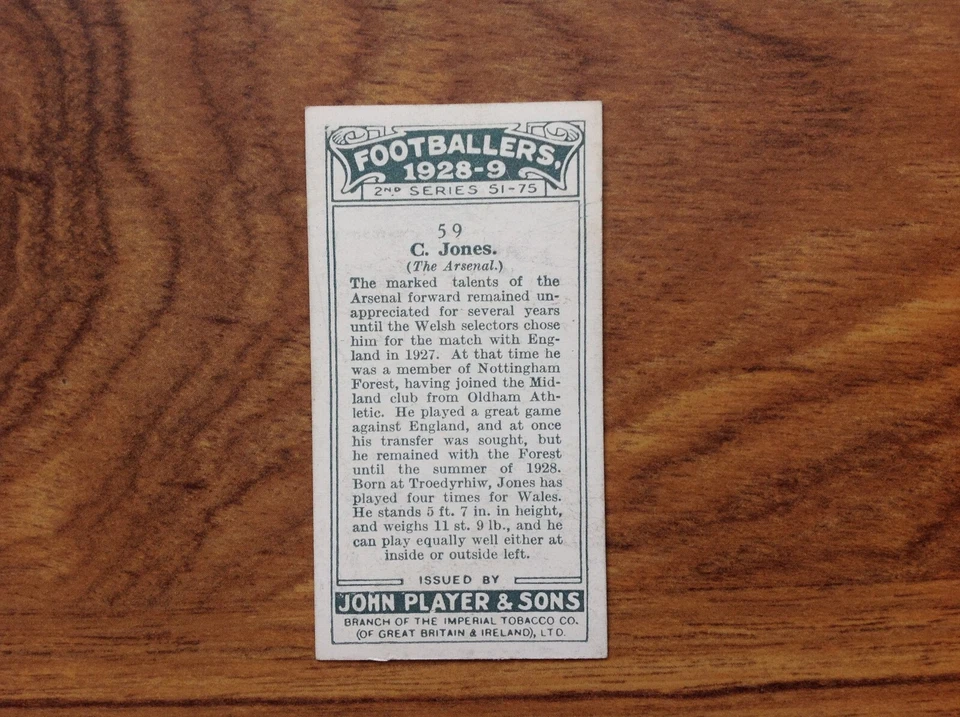 FOOTBALLERS,
1928-9
2ND SERIES 51-75
59
C. Jones.
(The Arsenal.)
The marked talents of the
Arsenal forward remained un-
appreciated for several years
until the Welsh selectors chose
him for the match with Eng-
land in 1927. At that time he
was a member of Nottingham
Forest, having joined the Mid-
land club from Oldham Ath-
letic. He played a great game
against England, and at once
his transfer was sought, but
he remained with the Forest
until the summer of 1928.
Born at Troedyrhiw, Jones has
played four times for Wales.
He stands 5 ft. 7 in. in height,
and weighs 11 st. 9 lb., and he
can play equally well either at
inside or outside left.
ISSUED BY
JOHN PLAYER & SONS
BRANCH OF THE IMPERIAL TOBACCO CO.
(OF GREAT BRITAIN & IRELAND), LTD.